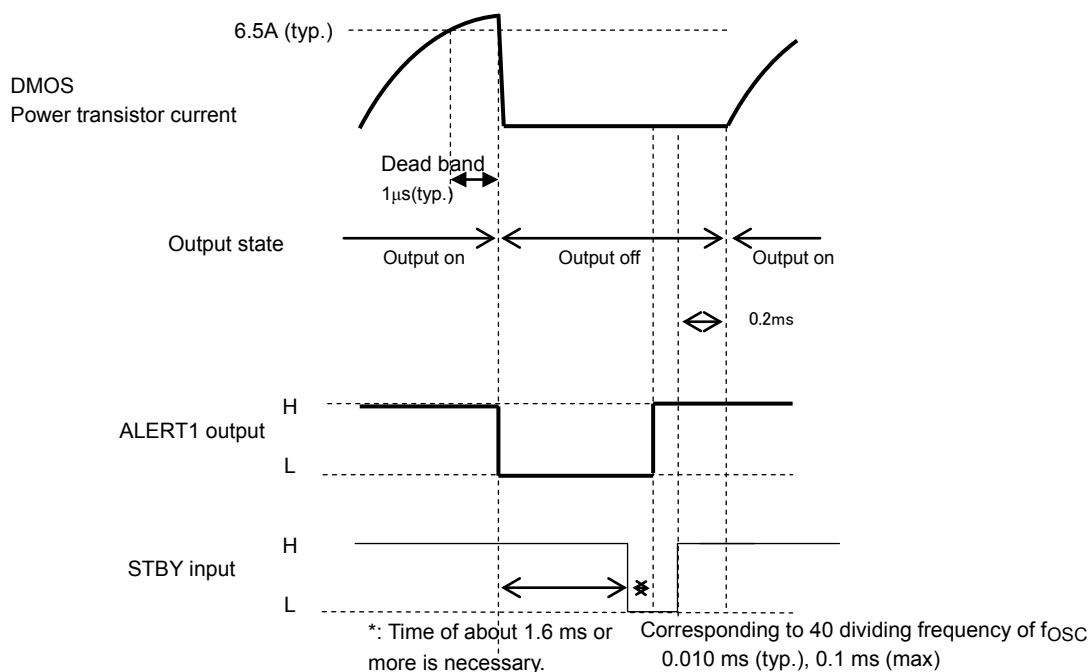 6.5A (typ.)
DMOS
Power transistor current
Dead band
1μs(typ.)
Output state
Output on
Output off
Output on
0.2ms
H
ALERT1 output
L
H
STBY input
L
*: Time of about 1.6 ms or
more is necessary.
Corresponding to 40 dividing frequency of fOSC
0.010 ms (typ.), 0.1 ms (max)